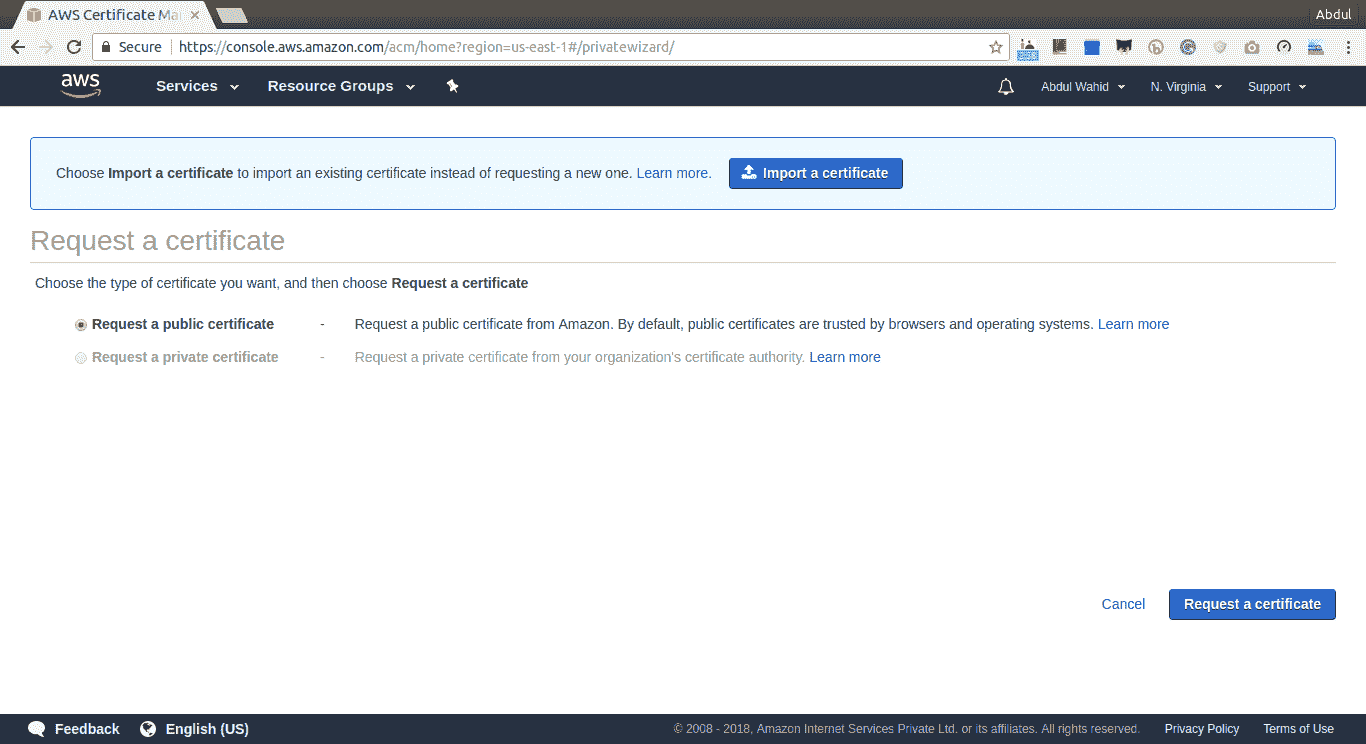 AWS Certificate Ma
Abdul
Secure https://console.aws.amazon.com/acm/home?region=us-east-1#/privatewizard/
aws Services Resource Groups Abdul Wahid N. Virginia Support
Choose Import a certificate to import an existing certificate instead of requesting a new one. Learn more. Import a certificate
Request a certificate
Choose the type of certificate you want, and then choose Request a certificate
Request a public certificate - Request a public certificate from Amazon. By default, public certificates are trusted by browsers and operating systems. Learn more
Request a private certificate - Request a private certificate from your organization's certificate authority. Learn more
Cancel Request a certificate
Feedback English (US) © 2008 - 2018, Amazon Internet Services Private Ltd. or its affiliates. All rights reserved. Privacy Policy Terms of Use